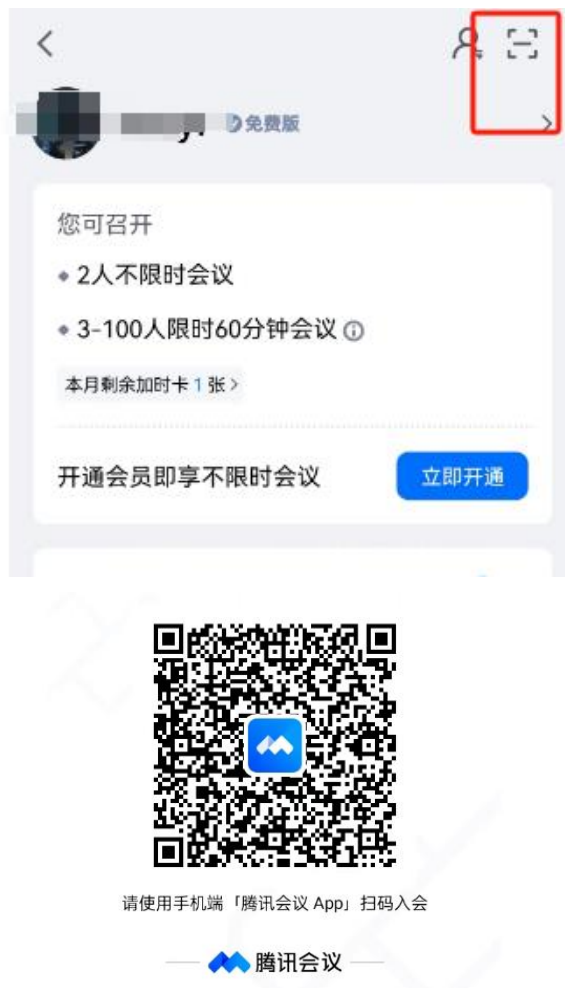 免费版
您可召开
2人不限时会议
3-100人限时60分钟会议
本月剩余加时卡 1 张 >
开通会员即享不限时会议
立即开通
请使用手机端「腾讯会议 App」扫码入会
腾讯会议